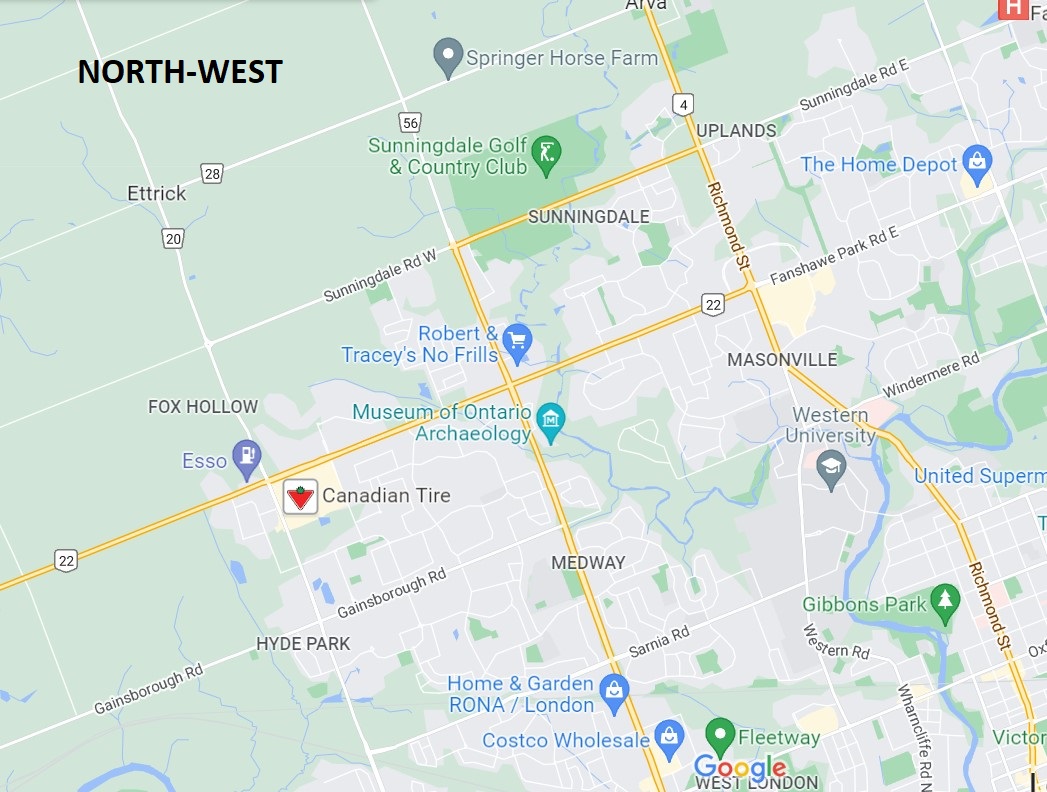 Arva
H
NORTH-WEST
Springer Horse Farm
Sunningdale Rd E
4
56
UPLANDS
Sunningdale Golf
& Country Club
The Home Depot
28
Ettrick
Richmond St
SUNNINGDALE
20
Fanshawe Park Rd E
Sunningdale Rd W
22
Robert &
Tracey's No Frills
MASONVILLE
Windermere Rd
FOX HOLLOW
Museum of Ontario
Archaeology
Western
University
Esso
United Superm
Canadian Tire
22
MEDWAY
Gainsborough Rd
Richmond St
Gibbons Park
HYDE PARK
Sarnia Rd
Western Rd
Gainsborough Rd
Home & Garden
RONA / London
Wharncliffe Rd N
Costco Wholesale
Fleetway
Victor
Google
WEST LONDON